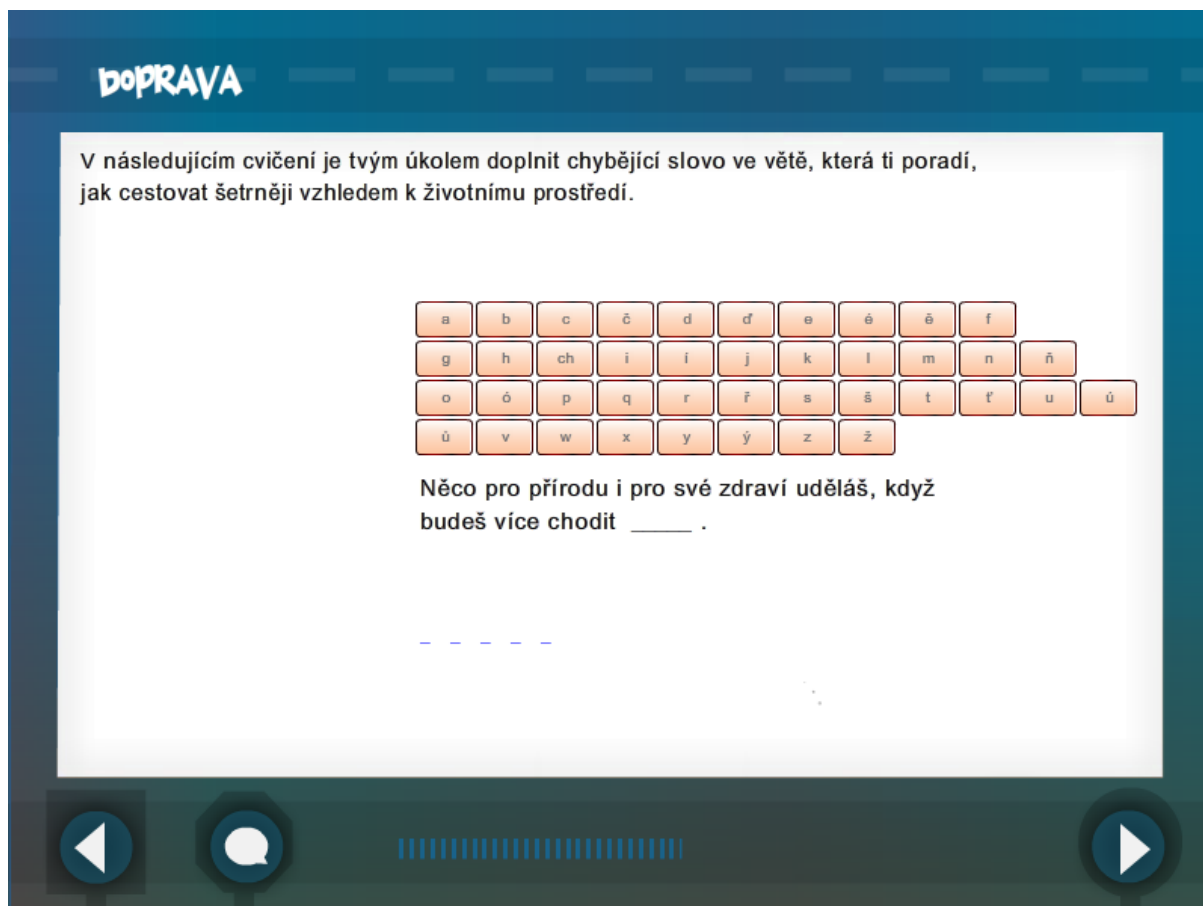 DOPRAVA
V následujícím cvičení je tvým úkolem doplnit chybějící slovo ve větě, která ti poradí,
jak cestovat šetrněji vzhledem k životnímu prostředí.
a b c č d ď e é ě f
g h ch i í j k l m n ň
o ó p q r ř s š t ť u ú
ů v w x y ý z ž
Něco pro přírodu i pro své zdraví uděláš, když
budeš více chodit _____ .
_ _ _ _ _